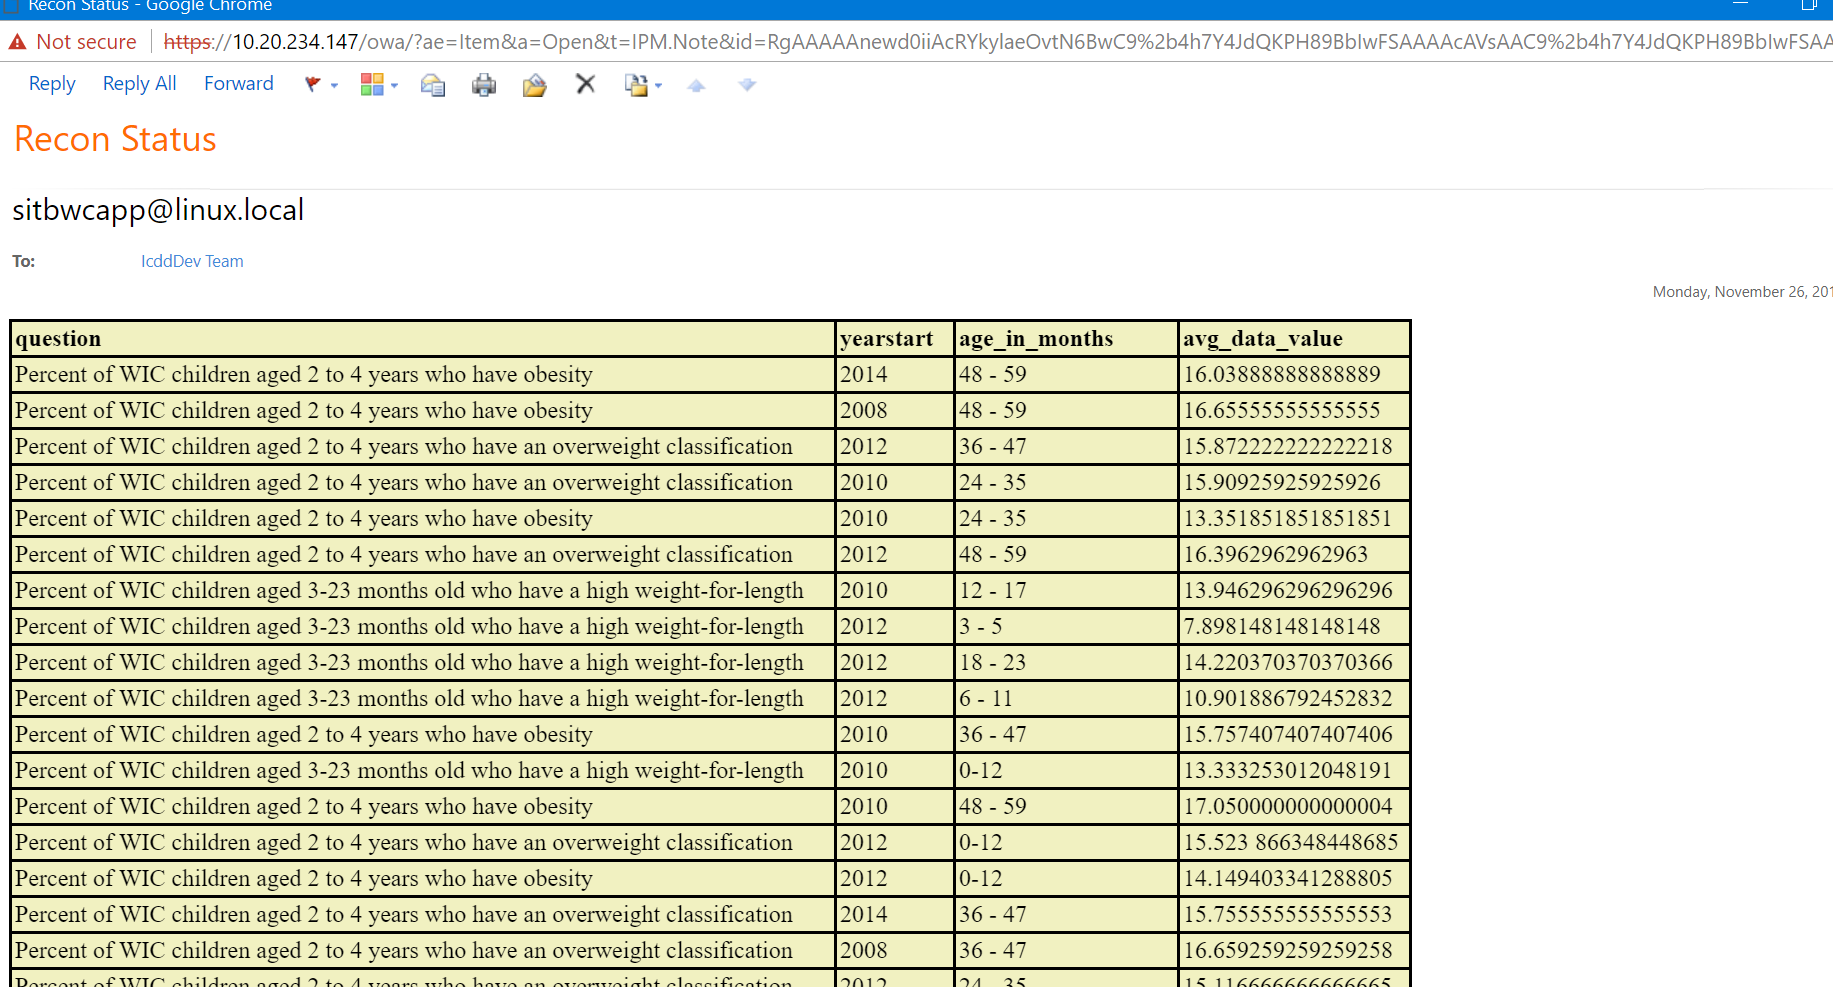 Recon Status - Google Chrome
Not secure https://10.20.234.147/owa/?ae=Item&a=Open&t=IPM.Note&id=RgAAAAAnewd0iiAcRYkylaeOvtN6BwC9%2b4h7Y4JdQKPH89BbIwFSAAAAcAVsAAC9%2b4h7Y4JdQKPH89BbIwFSAA
Reply Reply All Forward
Recon Status
sitbwcapp@linux.local
To: IcddDev Team
Monday, November 26, 201
question yearstart age_in_months avg_data_value
Percent of WIC children aged 2 to 4 years who have obesity 2014 48 - 59 16.03888888888889
Percent of WIC children aged 2 to 4 years who have obesity 2008 48 - 59 16.65555555555555
Percent of WIC children aged 2 to 4 years who have an overweight classification 2012 36 - 47 15.872222222222218
Percent of WIC children aged 2 to 4 years who have an overweight classification 2010 24 - 35 15.90925925925926
Percent of WIC children aged 2 to 4 years who have obesity 2010 24 - 35 13.351851851851851
Percent of WIC children aged 2 to 4 years who have an overweight classification 2012 48 - 59 16.3962962962963
Percent of WIC children aged 3-23 months old who have a high weight-for-length 2010 12 - 17 13.946296296296296
Percent of WIC children aged 3-23 months old who have a high weight-for-length 2012 3 - 5 7.898148148148148
Percent of WIC children aged 3-23 months old who have a high weight-for-length 2012 18 - 23 14.220370370370366
Percent of WIC children aged 3-23 months old who have a high weight-for-length 2012 6 - 11 10.901886792452832
Percent of WIC children aged 2 to 4 years who have obesity 2010 36 - 47 15.757407407407406
Percent of WIC children aged 3-23 months old who have a high weight-for-length 2010 0-12 13.333253012048191
Percent of WIC children aged 2 to 4 years who have obesity 2010 48 - 59 17.050000000000004
Percent of WIC children aged 2 to 4 years who have an overweight classification 2012 0-12 15.523 866348448685
Percent of WIC children aged 2 to 4 years who have obesity 2012 0-12 14.149403341288805
Percent of WIC children aged 2 to 4 years who have an overweight classification 2014 36 - 47 15.755555555555553
Percent of WIC children aged 2 to 4 years who have an overweight classification 2008 36 - 47 16.659259259259258
Percent of WIC children aged 2 to 4 years who have an overweight classification 2012 24 - 35 15.116666666666665